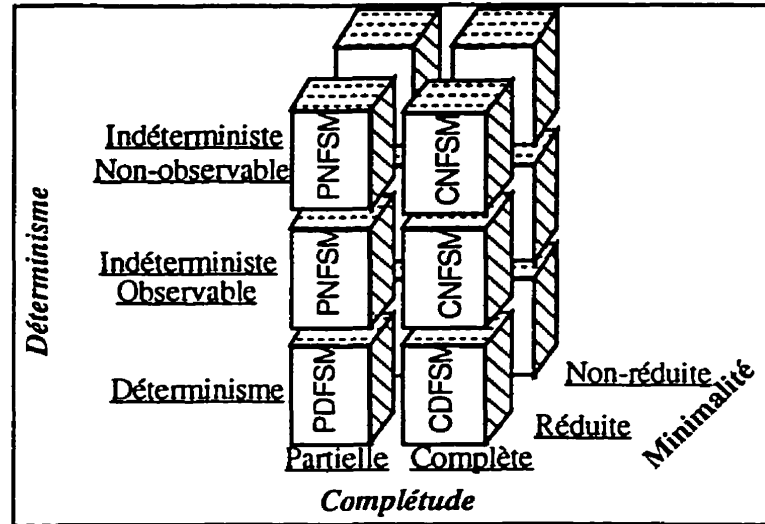 Indéterministe
Non-observable
PNFSM
CNFSM
Déterminisme
Indéterministe
Observable
PNFSM
CNFSM
Déterminisme
PDFSM
CDFSM
Non-réduite
Réduite
Minimalité
Partielle
Complète
Complétude